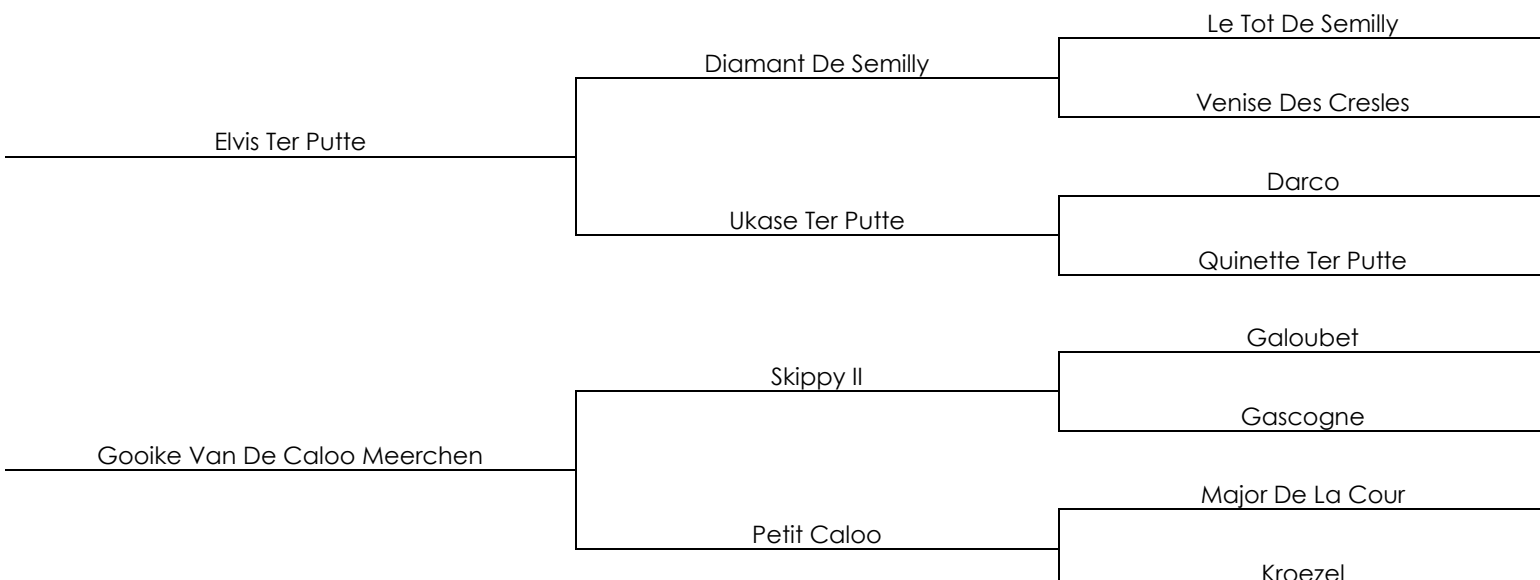 Le Tot De Semilly
Diamant De Semilly
Venise Des Cresles
Elvis Ter Putte
Darco
Ukase Ter Putte
Quinette Ter Putte
Galoubet
Skippy II
Gascogne
Gooike Van De Caloo Meerchen
Major De La Cour
Petit Caloo
Kroezel